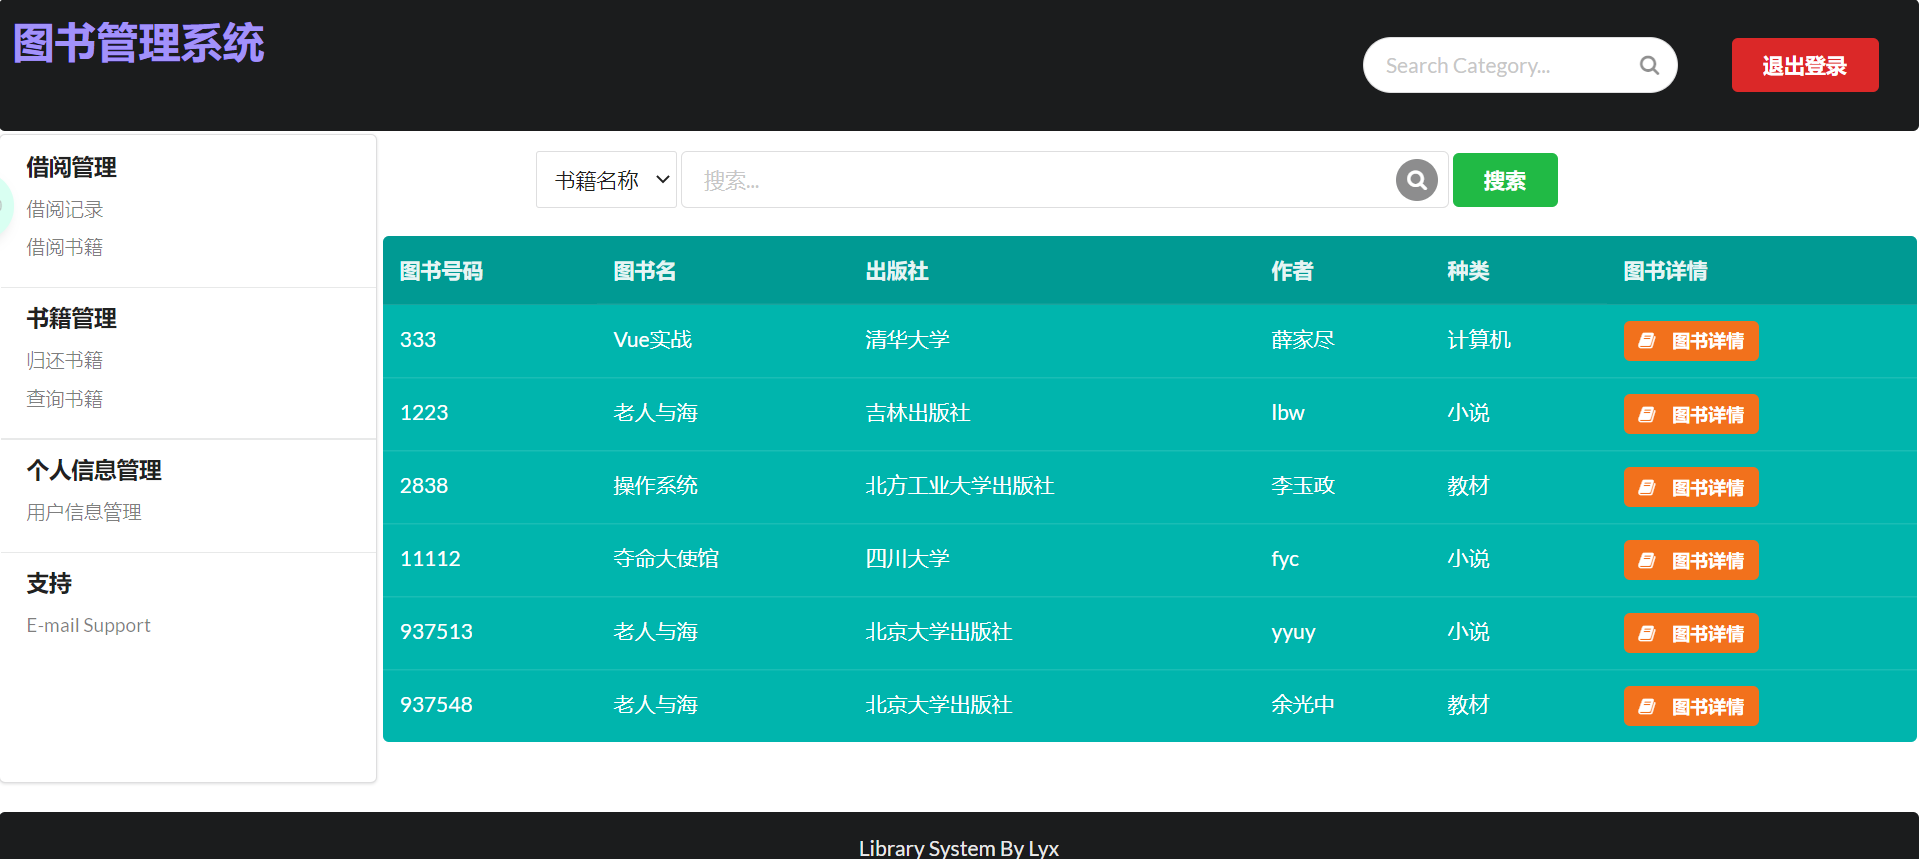 图书管理系统
Search Category...
退出登录
借阅管理
借阅记录
借阅书籍
书籍管理
归还书籍
查询书籍
个人信息管理
用户信息管理
支持
E-mail Support
书籍名称 搜索... 搜索
图书号码 图书名 出版社 作者 种类 图书详情
333 Vue实战 清华大学 薛家尽 计算机 图书详情
1223 老人与海 吉林出版社 lbw 小说 图书详情
2838 操作系统 北方工业大学出版社 李玉政 教材 图书详情
11112 夺命大使馆 四川大学 fyc 小说 图书详情
937513 老人与海 北京大学出版社 yyuy 小说 图书详情
937548 老人与海 北京大学出版社 余光中 教材 图书详情
Library System By Lyx